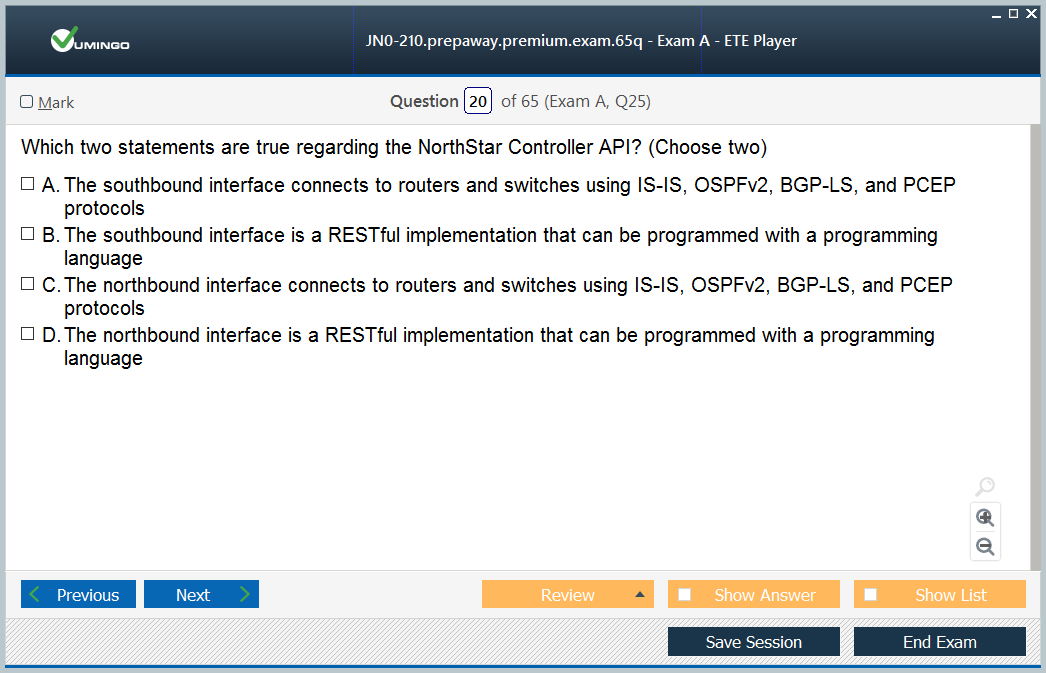 VUMINGO
JN0-210.prepaway.premium.exam.65q - Exam A - ETE Player
Mark
Question 20 of 65 (Exam A, Q25)
Which two statements are true regarding the NorthStar Controller API? (Choose two)
A. The southbound interface connects to routers and switches using IS-IS, OSPFv2, BGP-LS, and PCEP
protocols
B. The southbound interface is a RESTful implementation that can be programmed with a programming
language
C. The northbound interface connects to routers and switches using IS-IS, OSPFv2, BGP-LS, and PCEP
protocols
D. The northbound interface is a RESTful implementation that can be programmed with a programming
language
Previous
Next
Review
Show Answer
Show List
Save Session
End Exam